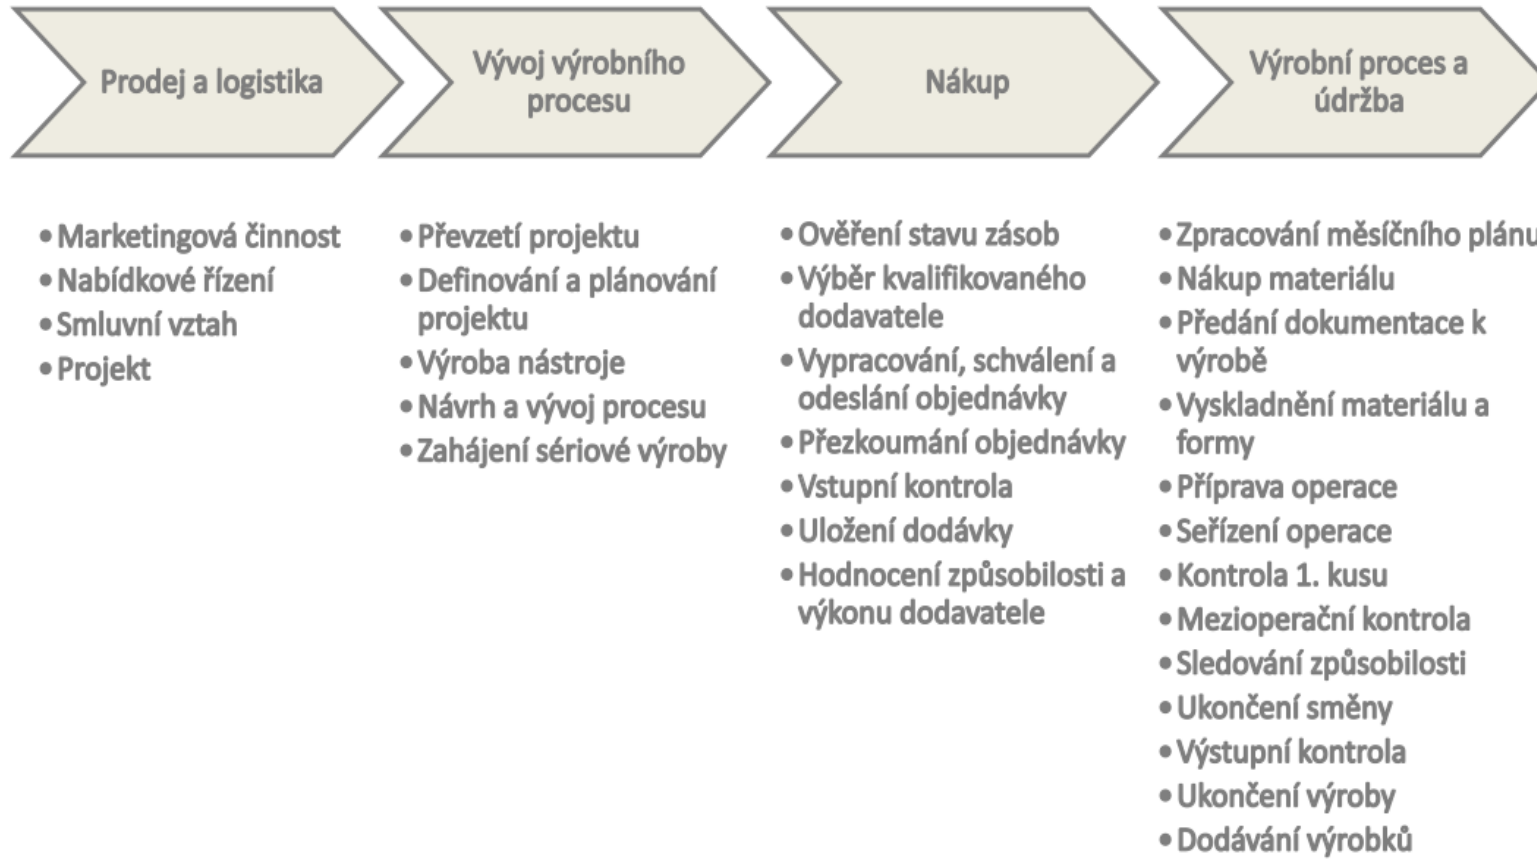 Prodej a logistika
Vývoj výrobního
procesu
Nákup
Výrobní proces a
údržba
• Marketingová činnost
• Nabídkové řízení
• Smluvní vztah
• Projekt
• Převzetí projektu
• Definování a plánování
projektu
• Výroba nástroje
• Návrh a vývoj procesu
• Zahájení sériové výroby
• Ověření stavu zásob
• Výběr kvalifikovaného
dodavatele
• Vypracování, schválení a
odeslání objednávky
• Přezkoumání objednávky
• Vstupní kontrola
• Uložení dodávky
• Hodnocení způsobilosti a
výkonu dodavatele
• Zpracování měsíčního plánu
• Nákup materiálu
• Předání dokumentace k
výrobě
• Vyskladnění materiálu a
formy
• Příprava operace
• Seřízení operace
• Kontrola 1. kusu
• Mezioperační kontrola
• Sledování způsobilosti
• Ukončení směny
• Výstupní kontrola
• Ukončení výroby
• Dodávání výrobků